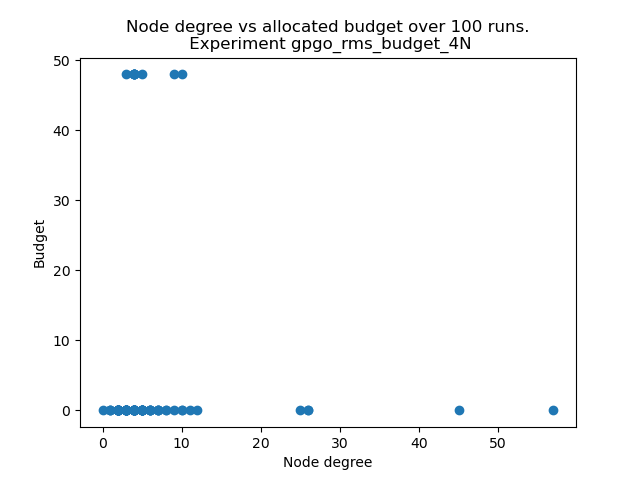 Node degree vs allocated budget over 100 runs.
Experiment gpgo_rms_budget_4N
50
40
30
20
10
0
Budget
0 10 20 30 40 50
Node degree